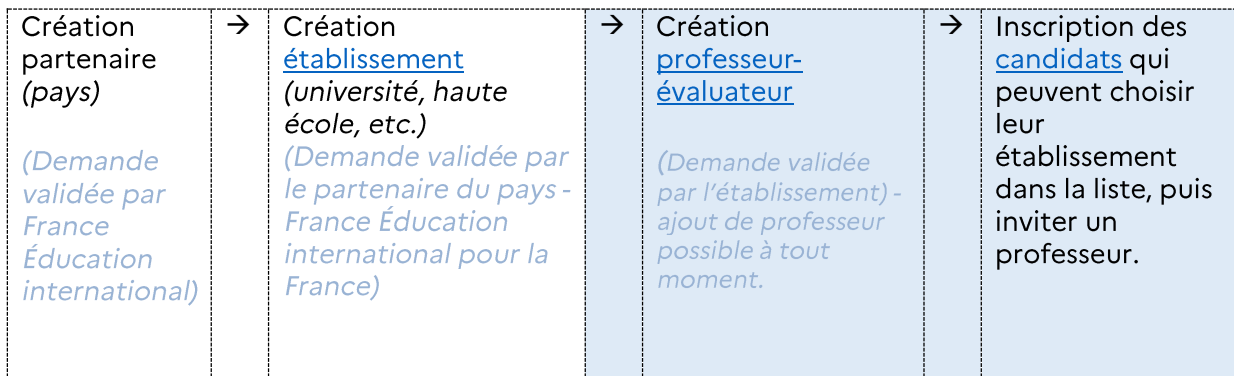 Création
partenaire
(pays)
(Demande
validée par
France
Éducation
international)
→
Création
établissement
(université, haute
école, etc.)
(Demande validée par
le partenaire du pays -
France Éducation
international pour la
France)
→
Création
professeur-
évaluateur
(Demande validée
par l’établissement) -
ajout de professeur
possible à tout
moment.
→
Inscription des
candidats qui
peuvent choisir
leur
établissement
dans la liste, puis
inviter un
professeur.